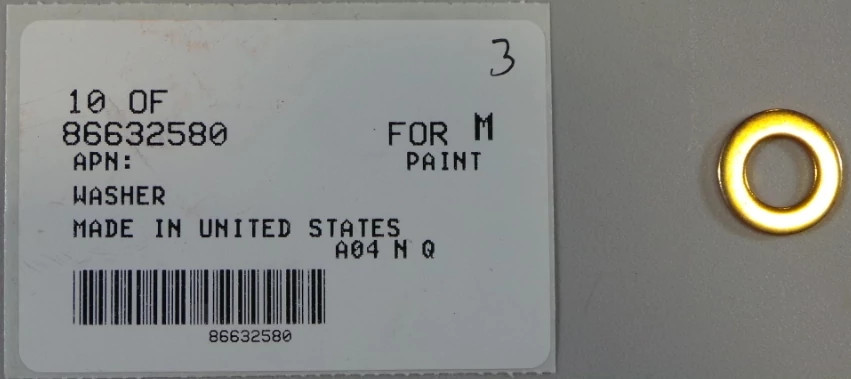 3
10 OF
86632580 FOR M
APN: PAINT
WASHER
MADE IN UNITED STATES
A04 N Q
86632580